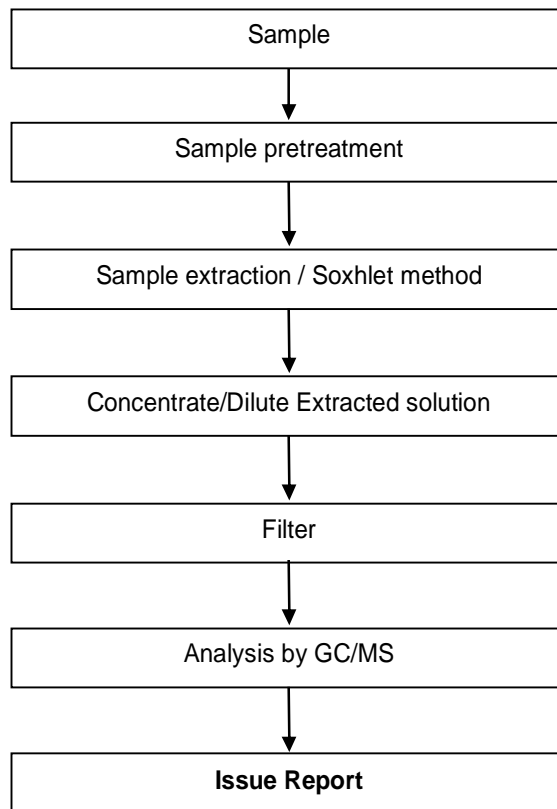 Sample
Sample pretreatment
Sample extraction / Soxhlet method
Concentrate/Dilute Extracted solution
Filter
Analysis by GC/MS
Issue Report